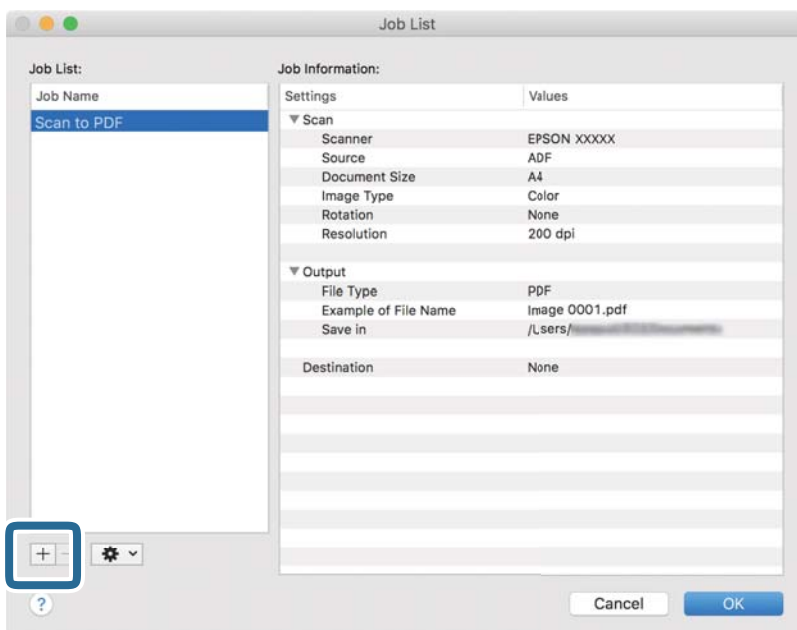 Job List
Job List:
Job Information:
Job Name
Settings Values
Scan to PDF
Scan
Scanner EPSON XXXXX
Source ADF
Document Size A4
Image Type Color
Rotation None
Resolution 200 dpi
Output
File Type PDF
Example of File Name Image 0001.pdf
Save in /Users/
Destination None
+ −
?
Cancel OK